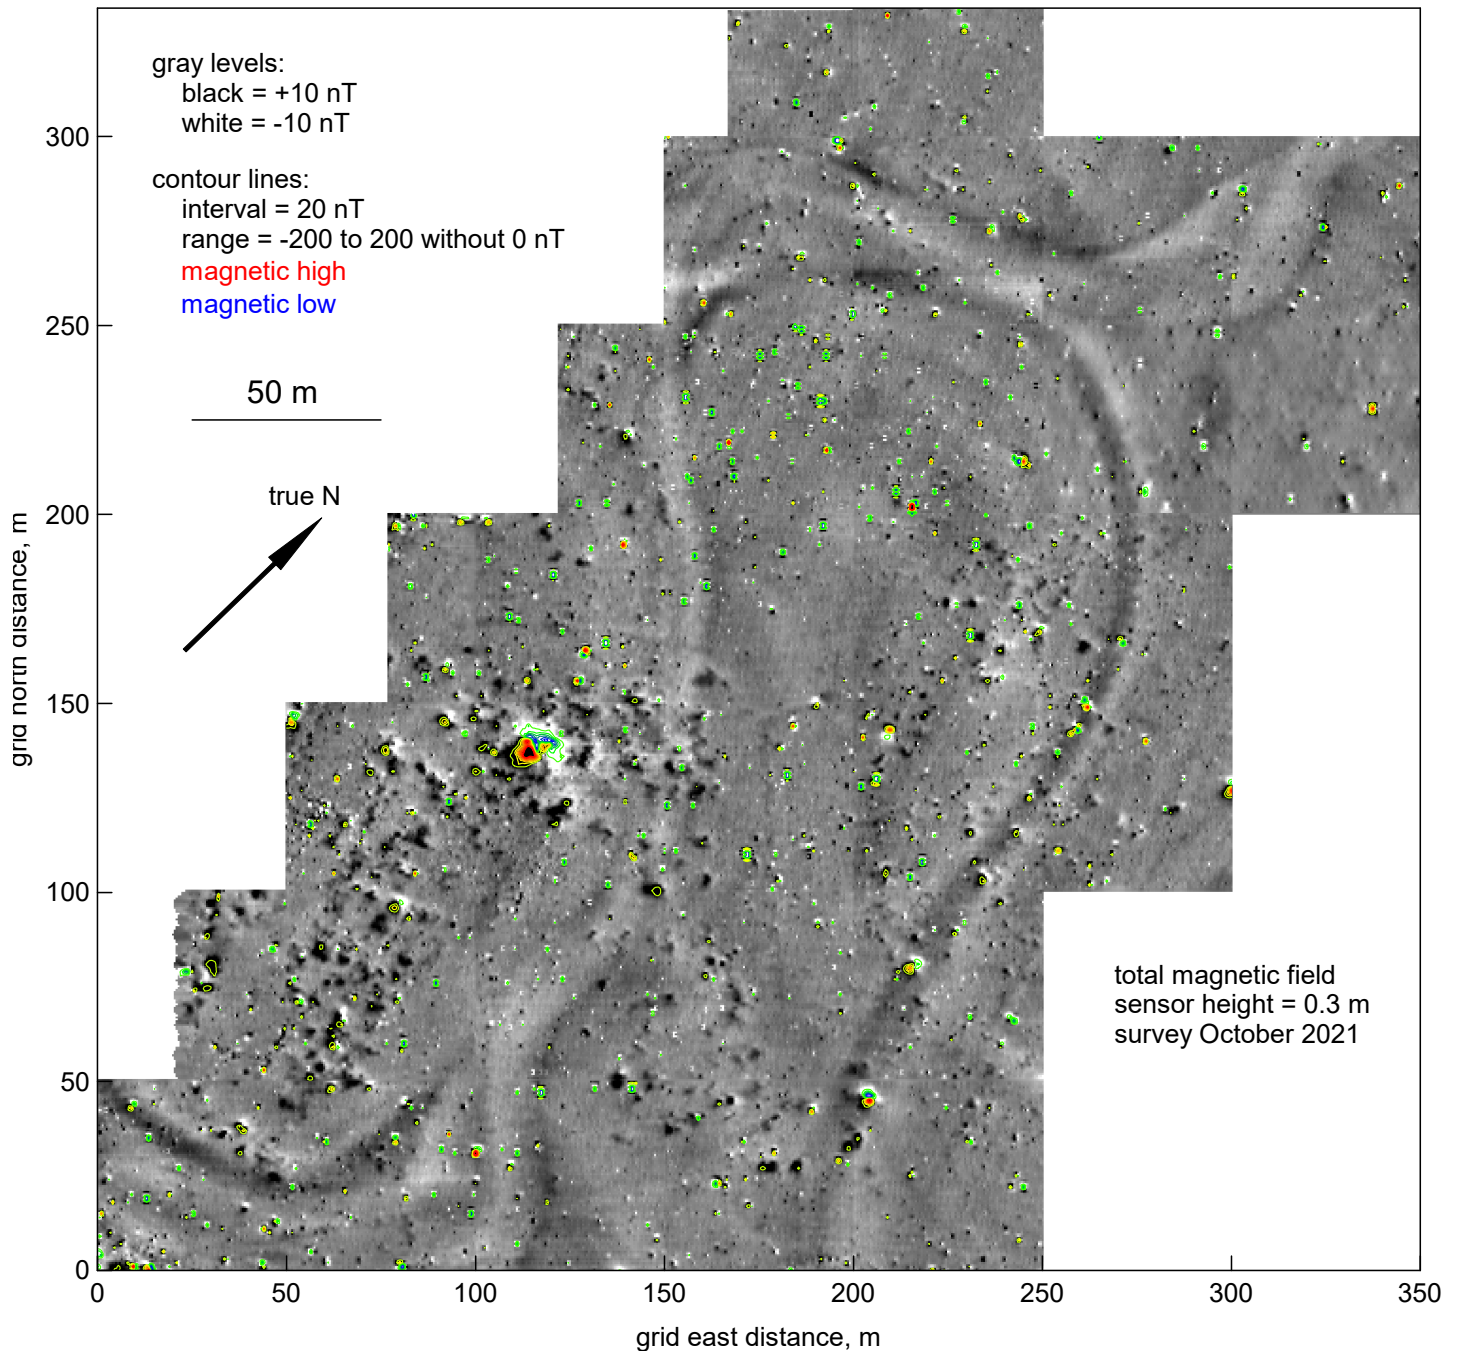 gray levels:
black = +10 nT
white = -10 nT
contour lines:
interval = 20 nT
range = -200 to 200 without 0 nT
magnetic high
magnetic low
50 m
true N
total magnetic field
sensor height = 0.3 m
survey October 2021
grid north distance, m
300
250
200
150
100
50
0
0
50
100
150
200
250
300
350
grid east distance, m